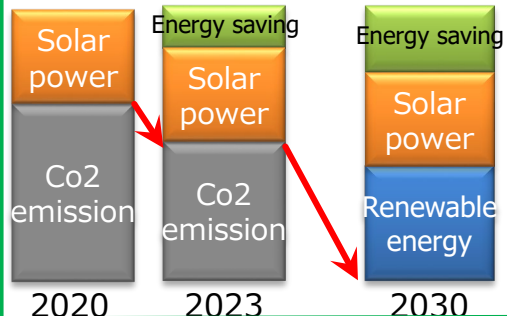 Solar
power
Co2
emission
2020
Energy saving
Solar
power
Co2
emission
2023
Energy saving
Solar
power
Renewable
energy
2030